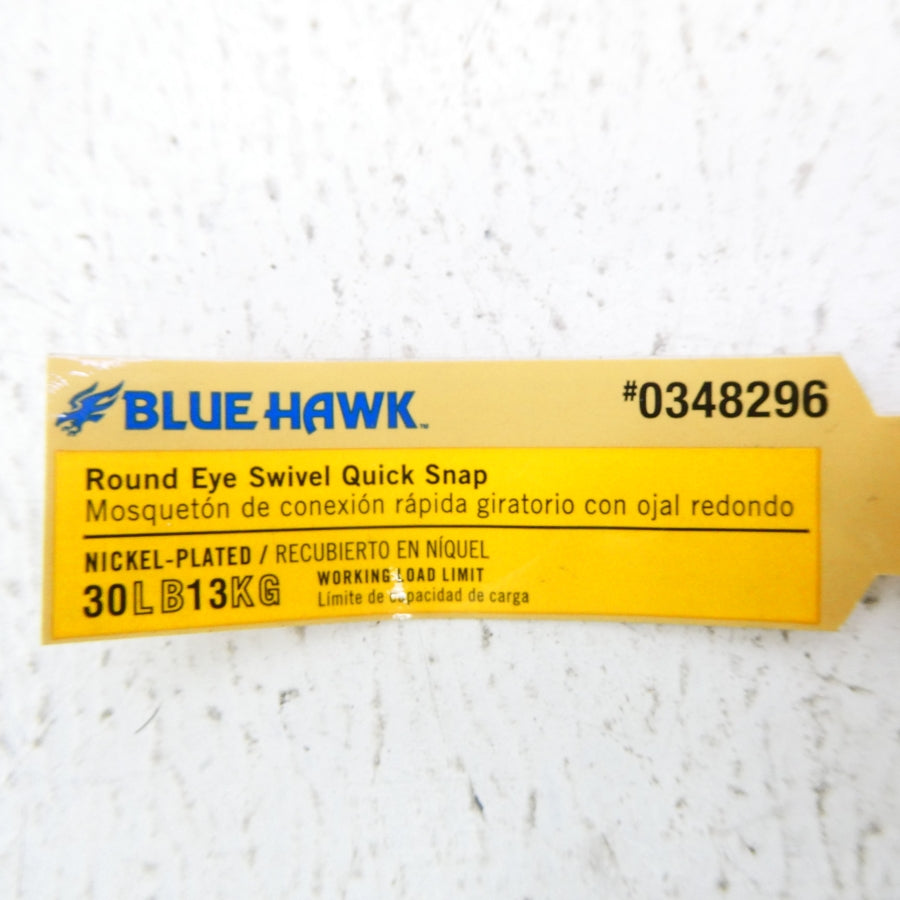 BLUE HAWK™
#0348296
Round Eye Swivel Quick Snap
Mosquetón de conexión rápida giratorio con ojal redondo
NICKEL-PLATED / RECUBIERTO EN NÍQUEL
30LB13KG
WORKING LOAD LIMIT
Límite de capacidad de carga